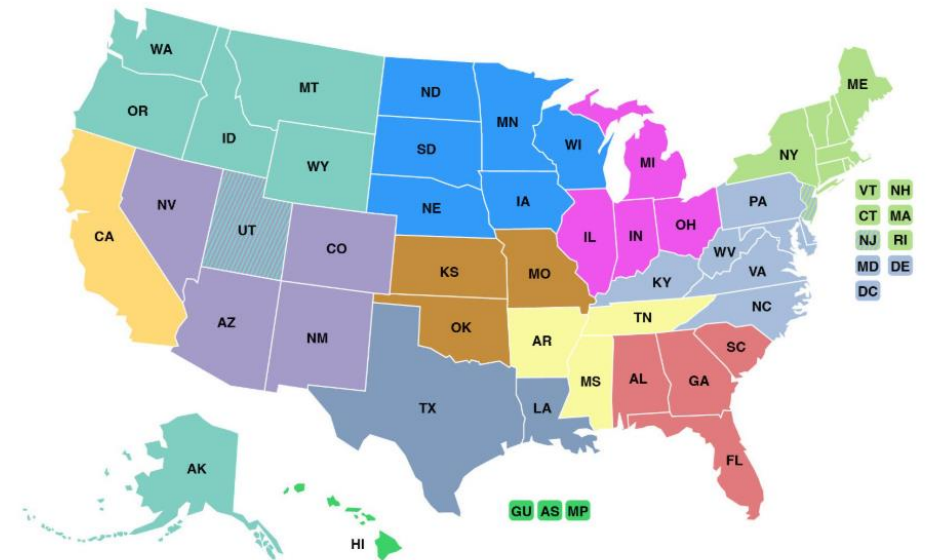 WA
MT
ND
MN
ME
OR
ID
WY
SD
WI
MI
NY
NE
IA
PA
VT NH
CT MA
NJ RI
MD DE
DC
NV
UT
CO
CA
KS
MO
IL
IN
OH
WV
VA
KY
NC
AZ
NM
OK
AR
TN
SC
MS
AL
GA
TX
LA
FL
AK
HI
GU AS MP